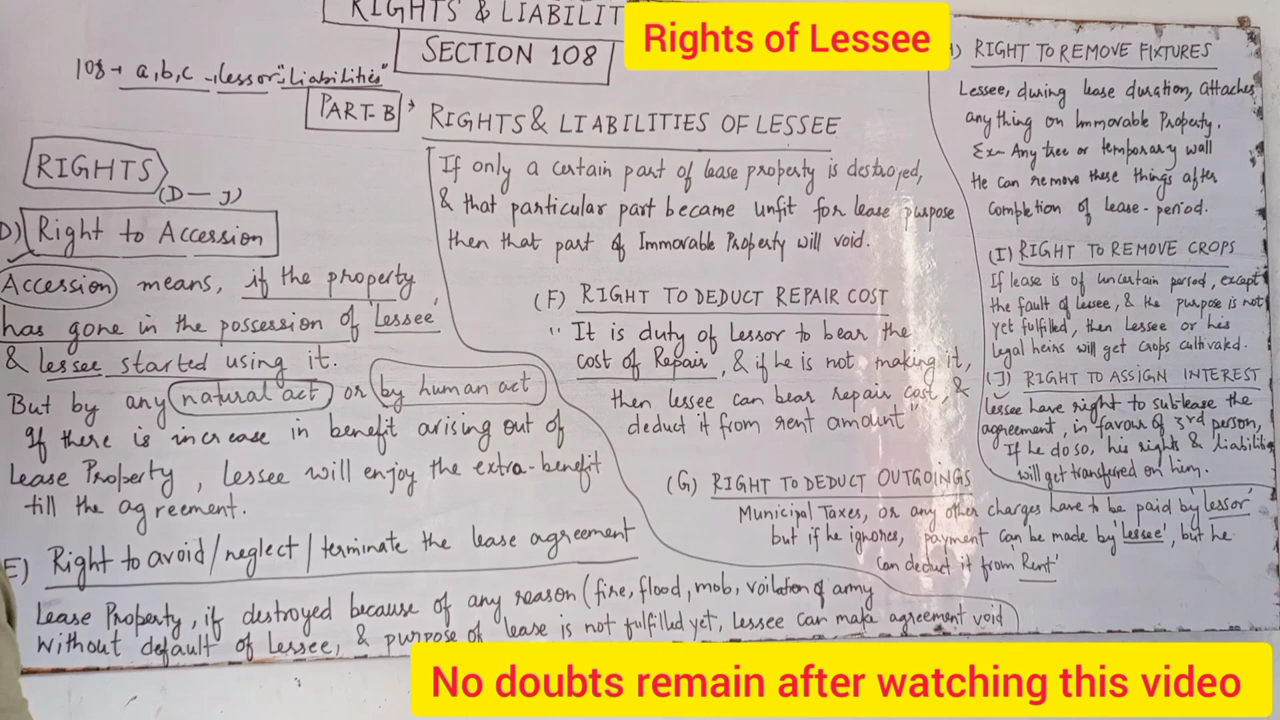 RIGHTS & LIABILIT
Rights of Lessee
SECTION 108
108 → a,b,c → lessor "Liabilities"
PART-B
RIGHTS & LIABILITIES OF LESSEE
RIGHTS
(D — J)
D) Right to Accession
Accession means, if the property
has gone in the possession of 'Lessee',
& lessee started using it.
But by any natural act or by human act
If there is increase in benefit arising out of
Lease Property, Lessee will enjoy the extra-benefit
till the agreement.
E) Right to avoid/neglect/terminate the lease agreement
Lease Property, if destroyed because of any reason (fire, flood, mob, voilation of army
without default of Lessee, & purpose of lease is not fulfilled yet, Lessee can make agreement void
If only a certain part of lease property is destroyed,
& that particular part became unfit for lease purpose
then that part of Immovable Property will void.
(F) RIGHT TO DEDUCT REPAIR COST
"It is duty of Lessor to bear the
cost of Repair, & if he is not making it,
then lessee can bear repair cost, &
deduct it from rent amount"
(G) RIGHT TO DEDUCT OUTGOINGS
Municipal Taxes, or any other charges have to be paid by 'lessor'
but if he ignores, payment can be made by 'lessee', but he
can deduct it from 'Rent'
) RIGHT TO REMOVE FIXTURES
Lessee, during lease duration, attaches
anything on Immovable Property.
Ex- Any tree or temporary wall
He can remove these things after
completion of lease-period.
(I) RIGHT TO REMOVE CROPS
If lease is of uncertain period, except
the fault of lessee, & the purpose is not
yet fulfilled, then Lessee or his
legal heirs will get crops cultivated.
(J) RIGHT TO ASSIGN INTEREST
lessee have right to sub-lease the
agreement, in favour of 3rd person,
If he do so, his rights & liabiliti
will get transferred on him.
No doubts remain after watching this video